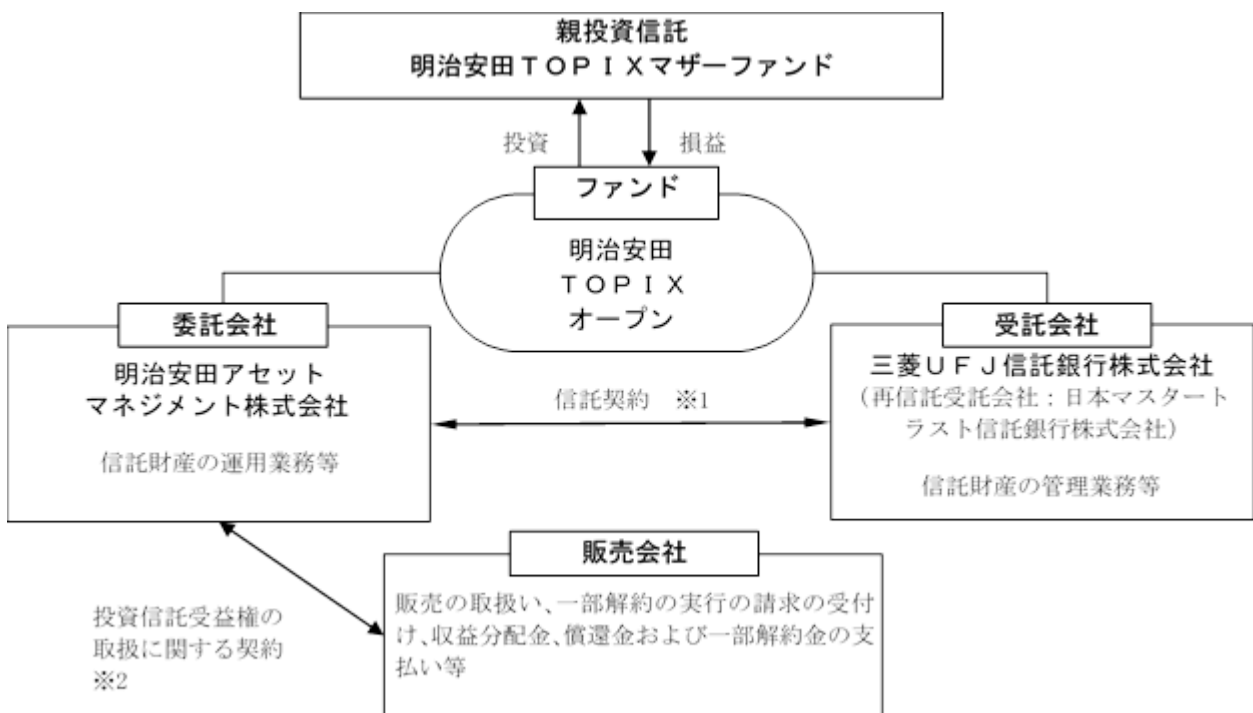 親投資信託
明治安田TOPIXマザーファンド
投資
損益
ファンド
明治安田
TOPIX
オープン
委託会社
明治安田アセット
マネジメント株式会社
信託財産の運用業務等
信託契約 ※1
受託会社
三菱UFJ信託銀行株式会社
(再信託受託会社:日本マスタート
ラスト信託銀行株式会社)
信託財産の管理業務等
販売会社
販売の取扱い、一部解約の実行の請求の受付
け、収益分配金、償還金および一部解約金の支
払い等
投資信託受益権の
取扱に関する契約
※2